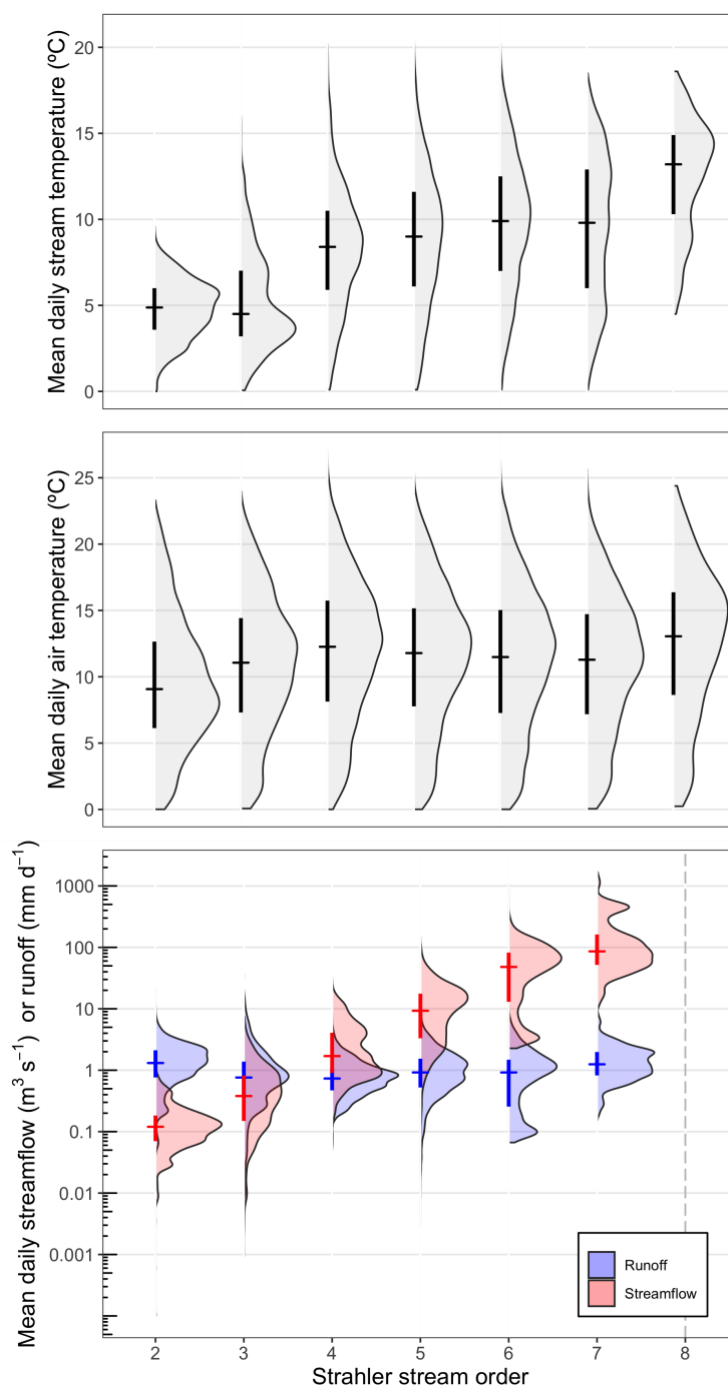 Mean daily stream temperature (ºC)
20
15
10
5
0
Mean daily air temperature (ºC)
25
20
15
10
5
0
Mean daily streamflow (m³ s⁻¹) or runoff (mm d⁻¹)
1000
100
10
1
0.1
0.01
0.001
Runoff
Streamflow
2 3 4 5 6 7 8
Strahler stream order